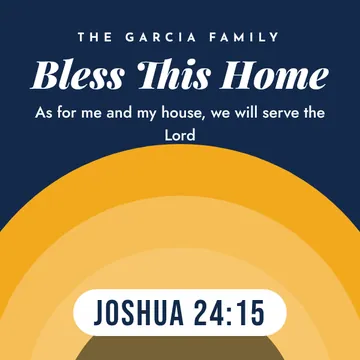 THE GARCIA FAMILY
Bless This Home
As for me and my house, we will serve the
Lord
JOSHUA 24:15